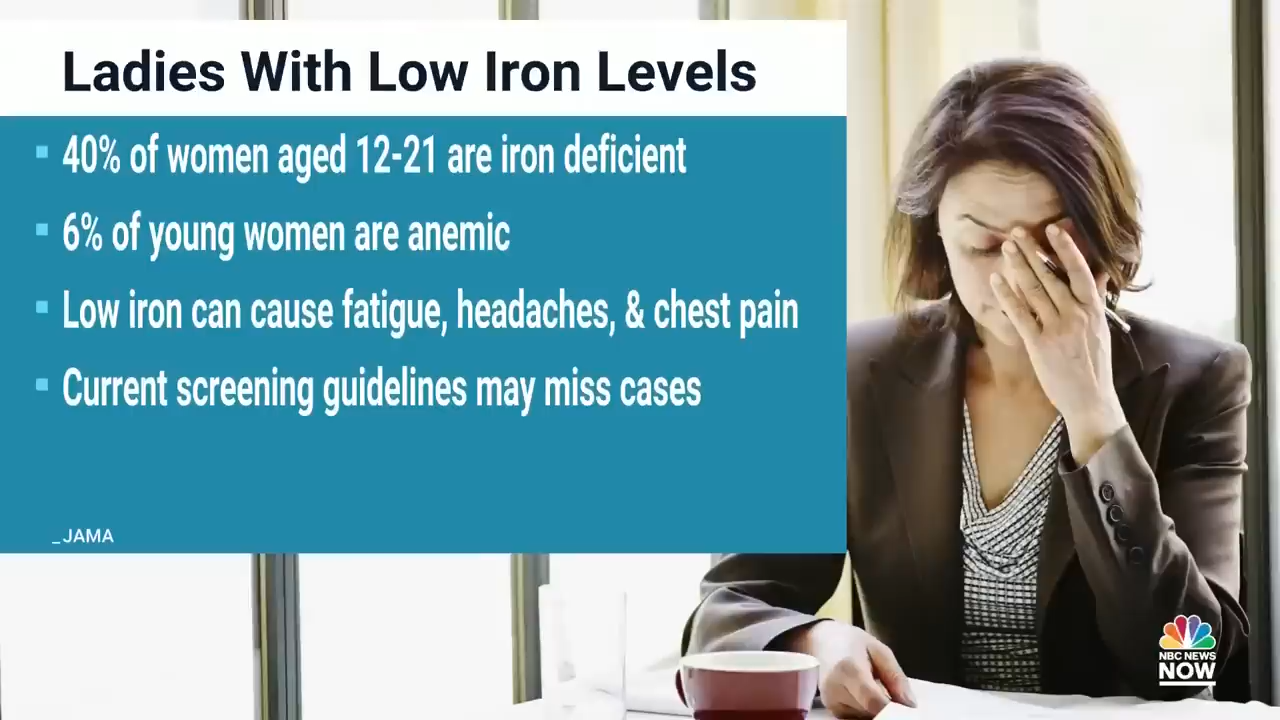 Ladies With Low Iron Levels
40% of women aged 12-21 are iron deficient
6% of young women are anemic
Low iron can cause fatigue, headaches, & chest pain
Current screening guidelines may miss cases
_JAMA
NBC NEWS
NOW